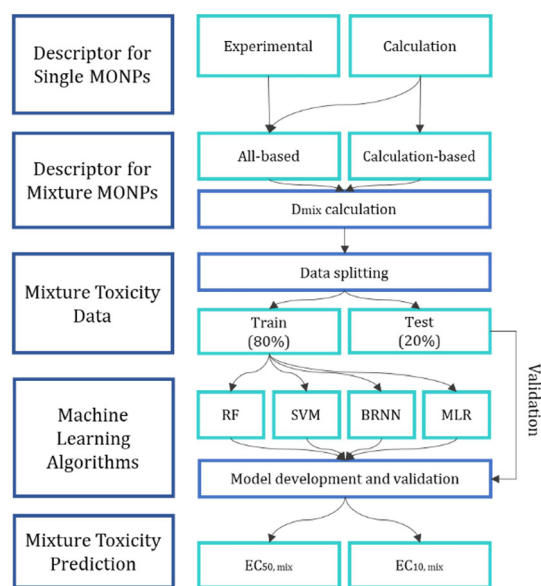 Descriptor for
Single MONPs
Experimental
Calculation
Descriptor for
Mixture MONPs
All-based
Calculation-based
Dmix calculation
Mixture Toxicity
Data
Data splitting
Train
(80%)
Test
(20%)
Validation
Machine
Learning
Algorithms
RF
SVM
BRNN
MLR
Model development and validation
Mixture Toxicity
Prediction
EC50, mix
EC10, mix